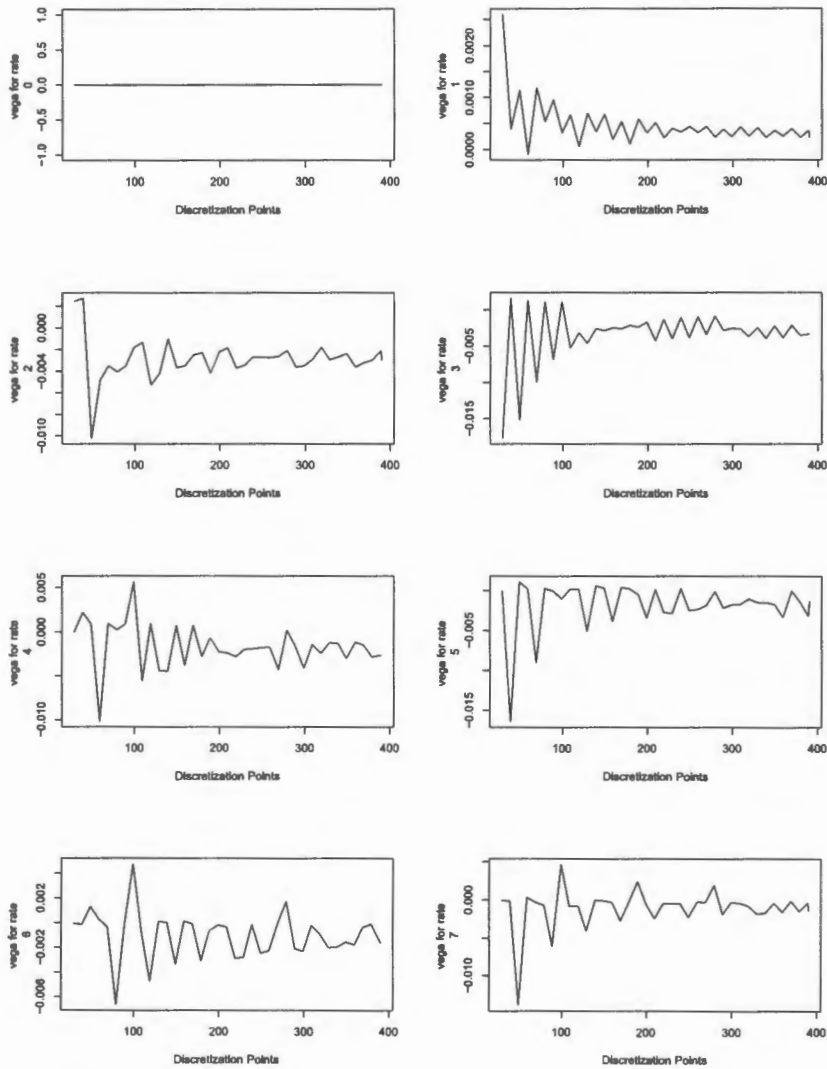 vega for rate
0
1.0
0.5
0.0
−0.5
−1.0
100 200 300 400
Discretization Points
vega for rate
1
0.0020
0.0010
0.0000
100 200 300 400
Discretization Points
vega for rate
2
0.000
−0.004
−0.010
100 200 300 400
Discretization Points
vega for rate
3
−0.005
−0.015
100 200 300 400
Discretization Points
vega for rate
4
0.005
0.000
−0.010
100 200 300 400
Discretization Points
vega for rate
5
−0.005
−0.015
100 200 300 400
Discretization Points
vega for rate
6
0.002
−0.002
−0.006
100 200 300 400
Discretization Points
vega for rate
7
0.000
−0.010
100 200 300 400
Discretization Points